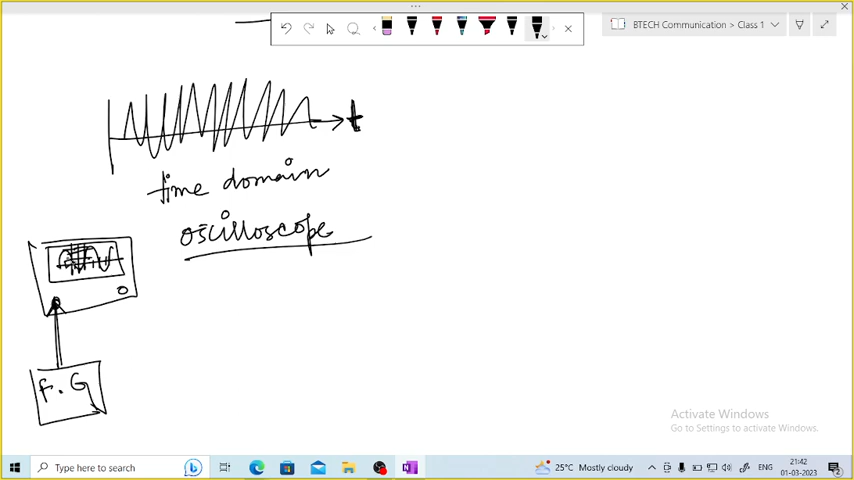 BTECH Communication > Class 1
t
time domain
oscilloscope
F.G
Activate Windows
Go to Settings to activate Windows.
Type here to search
25°C Mostly cloudy
ENG
21:42
01-03-2023
2